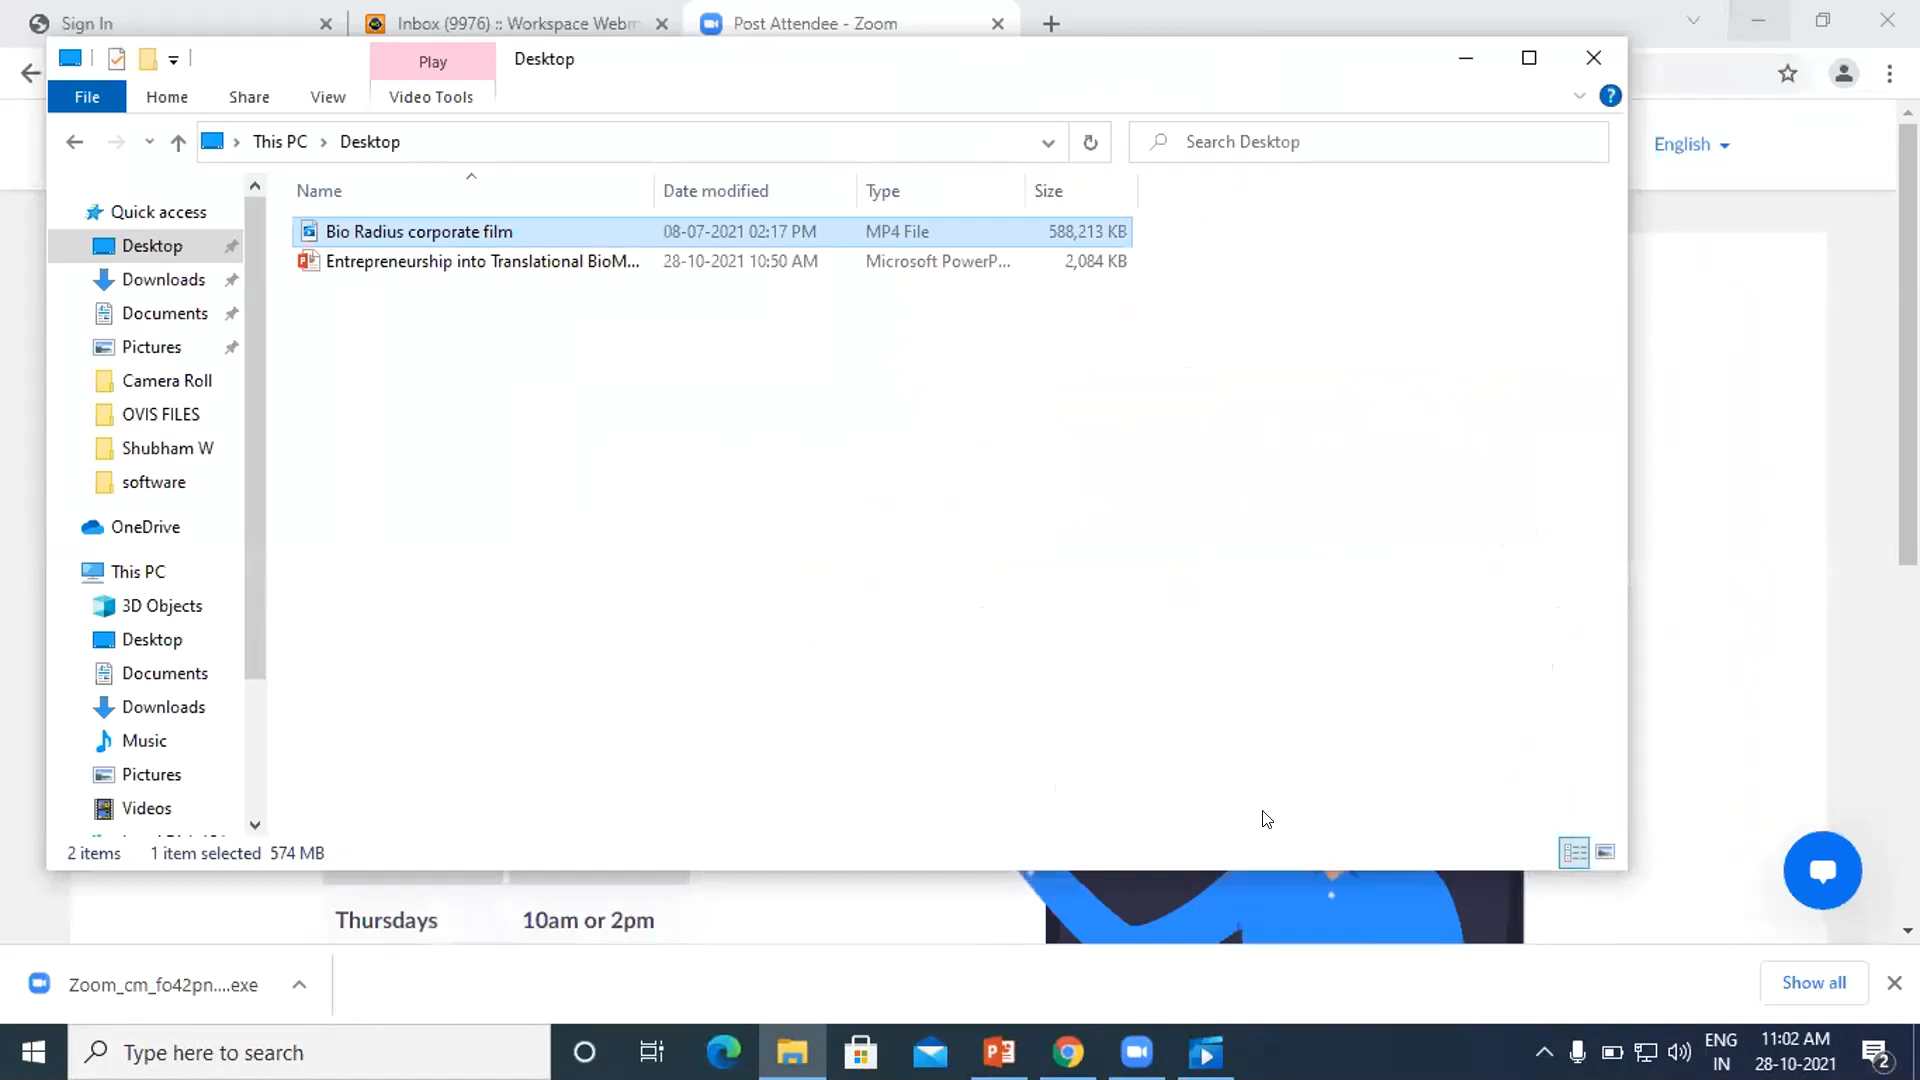 Sign In
Inbox (9976) :: Workspace Webm
Post Attendee - Zoom
Play
Desktop
File
Home
Share
View
Video Tools
This PC
Desktop
Search Desktop
English
Name
Date modified
Type
Size
Bio Radius corporate film
08-07-2021 02:17 PM
MP4 File
588,213 KB
Entrepreneurship into Translational BioM...
28-10-2021 10:50 AM
Microsoft PowerP...
2,084 KB
Quick access
Desktop
Downloads
Documents
Pictures
Camera Roll
OVIS FILES
Shubham W
software
OneDrive
This PC
3D Objects
Desktop
Documents
Downloads
Music
Pictures
Videos
2 items
1 item selected 574 MB
Thursdays
10am or 2pm
Zoom_cm_fo42pn....exe
Show all
Type here to search
ENG
IN
11:02 AM
28-10-2021
2